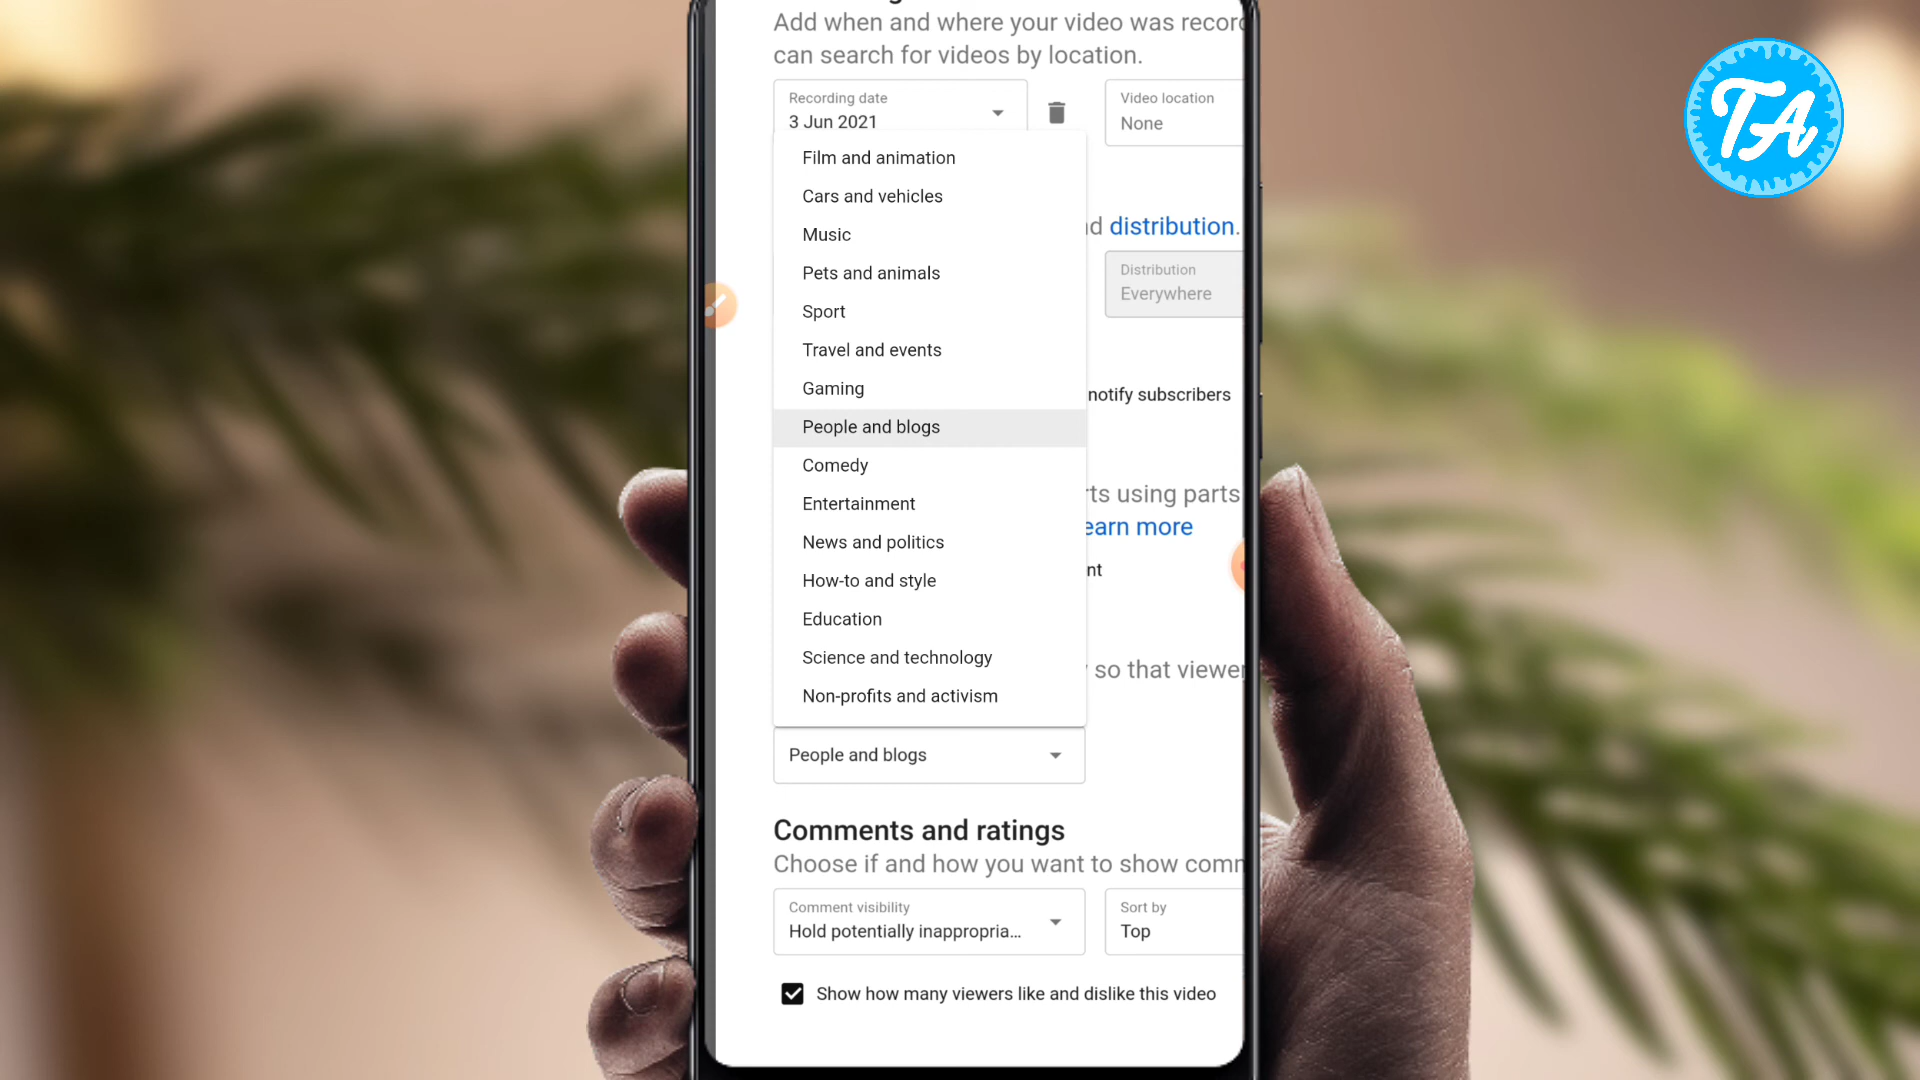 Add when and where your video was recor
can search for videos by location.
Recording date
3 Jun 2021
Video location
None
Film and animation
Cars and vehicles
Music
Pets and animals
Sport
Travel and events
Gaming
People and blogs
Comedy
Entertainment
News and politics
How-to and style
Education
Science and technology
Non-profits and activism
nd distribution.
Distribution
Everywhere
notify subscribers
rts using parts
earn more
nt
so that viewer
People and blogs
Comments and ratings
Choose if and how you want to show comm
Comment visibility
Hold potentially inappropria...
Sort by
Top
Show how many viewers like and dislike this video
TA